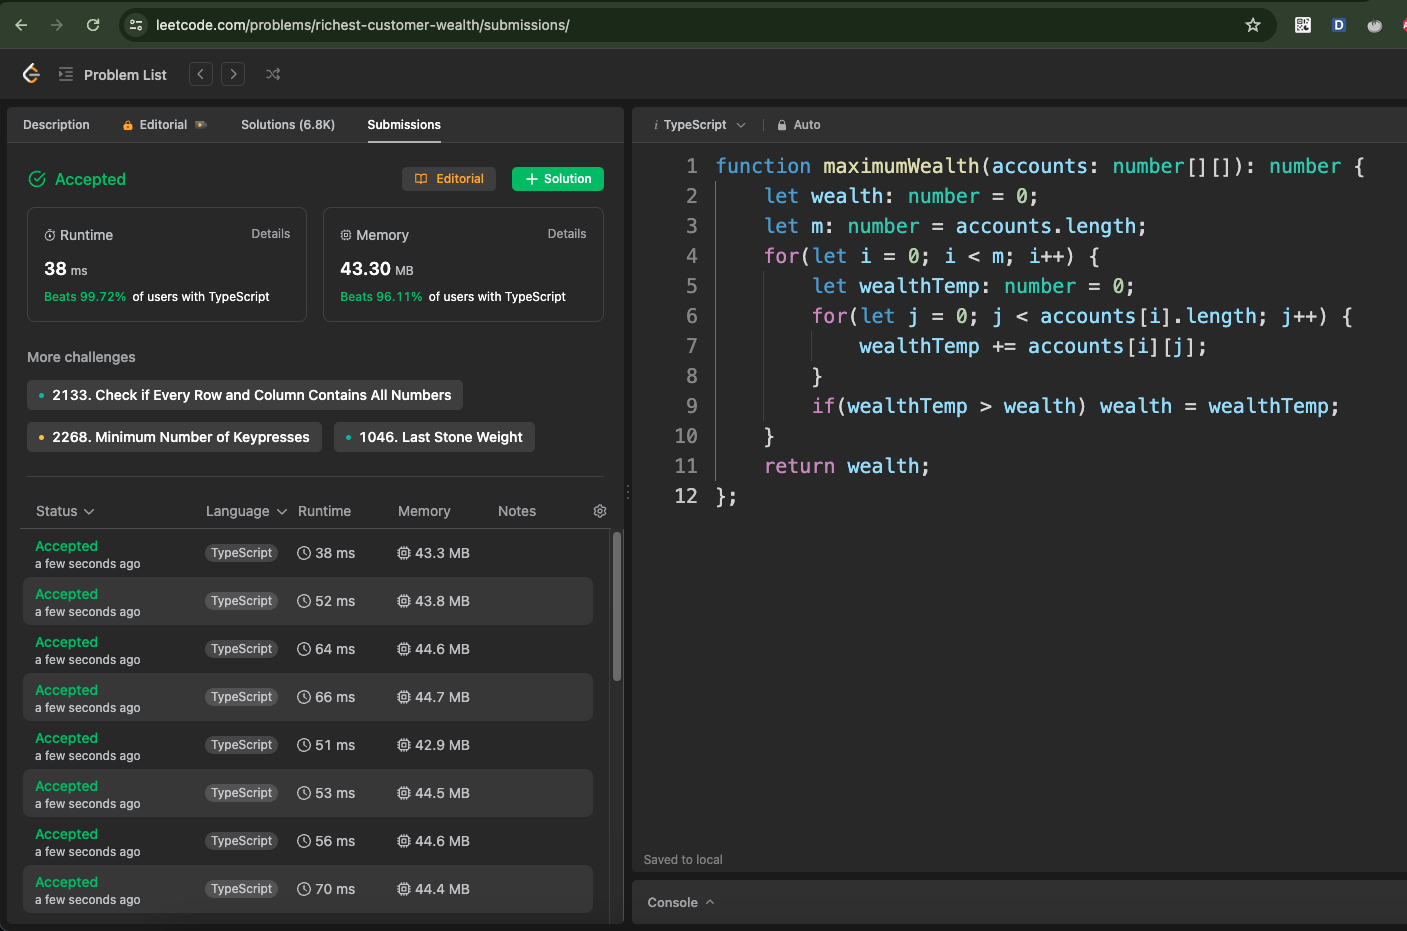 leetcode.com/problems/richest-customer-wealth/submissions/
D
Problem List
Description Editorial Solutions (6.8K) Submissions
Accepted Editorial + Solution
Runtime Details
38 ms
Beats 99.72% of users with TypeScript
Memory Details
43.30 MB
Beats 96.11% of users with TypeScript
More challenges
2133. Check if Every Row and Column Contains All Numbers
2268. Minimum Number of Keypresses 1046. Last Stone Weight
Status Language Runtime Memory Notes
Accepted
a few seconds ago
TypeScript 38 ms 43.3 MB
Accepted
a few seconds ago
TypeScript 52 ms 43.8 MB
Accepted
a few seconds ago
TypeScript 64 ms 44.6 MB
Accepted
a few seconds ago
TypeScript 66 ms 44.7 MB
Accepted
a few seconds ago
TypeScript 51 ms 42.9 MB
Accepted
a few seconds ago
TypeScript 53 ms 44.5 MB
Accepted
a few seconds ago
TypeScript 56 ms 44.6 MB
Accepted
a few seconds ago
TypeScript 70 ms 44.4 MB
i TypeScript Auto
1 function maximumWealth(accounts: number[][]): number {
2 let wealth: number = 0;
3 let m: number = accounts.length;
4 for(let i = 0; i < m; i++) {
5 let wealthTemp: number = 0;
6 for(let j = 0; j < accounts[i].length; j++) {
7 wealthTemp += accounts[i][j];
8 }
9 if(wealthTemp > wealth) wealth = wealthTemp;
10 }
11 return wealth;
12 };
Saved to local
Console